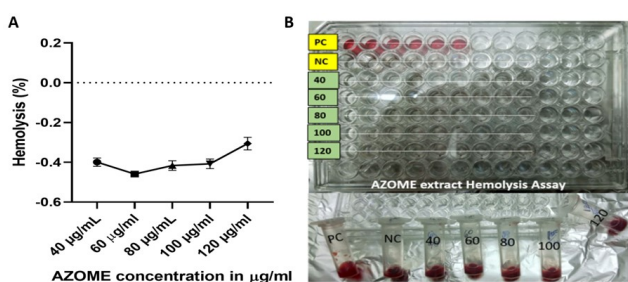 A
Hemolysis (%)
0.2
0.0
-0.2
-0.4
-0.6
40 µg/mL
60 µg/ml
80 µg/mL
100 µg/ml
120 µg/ml
AZOME concentration in µg/ml
B
PC
NC
40
60
80
100
120
AZOME extract Hemolysis Assay
PC
NC
40
60
80
100
120